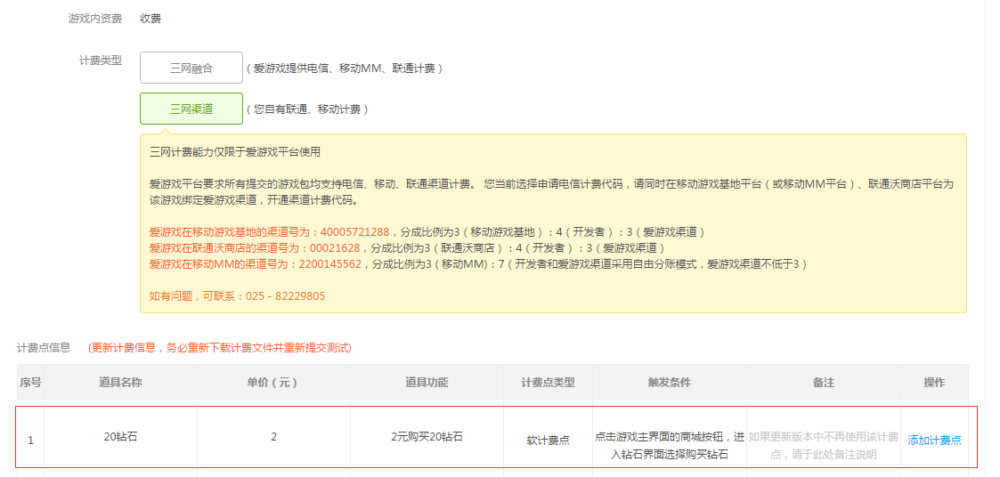 游戏内资费 收费
计费类型 三网融合 ( 爱游戏提供电信、移动MM、联通计费 )
三网渠道 ( 您自有联通、移动计费 )
三网计费能力仅限于爱游戏平台使用
爱游戏平台要求所有提交的游戏包均支持电信、移动、联通渠道计费。 您当前选择申请电信计费代码，请同时在移动游戏基地平台（或移动MM平台）、联通沃商店平台为
该游戏绑定爱游戏渠道，开通渠道计费代码。
爱游戏在移动游戏基地的渠道号为：40005721288，分成比例为3（移动游戏基地）：4（开发者）：3（爱游戏渠道）
爱游戏在联通沃商店的渠道号为：00021628，分成比例为3（联通沃商店）：4（开发者）：3（爱游戏渠道）
爱游戏在移动MM的渠道号为：2200145562，分成比例为3（移动MM)：7（开发者和爱游戏渠道采用自由分账模式，爱游戏渠道不低于3）
如有问题，可联系：025 - 82229805
计费点信息 (更新计费信息，务必重新下载计费文件并重新提交测试)
序号 道具名称 单价（元） 道具功能 计费点类型 触发条件 备注 操作
1 20钻石 2 2元购买20钻石 软计费点 点击游戏主界面的商城按钮，进 如果更新版本中不再使用该计费 添加计费点
入钻石界面选择购买钻石 点，请于此处备注说明